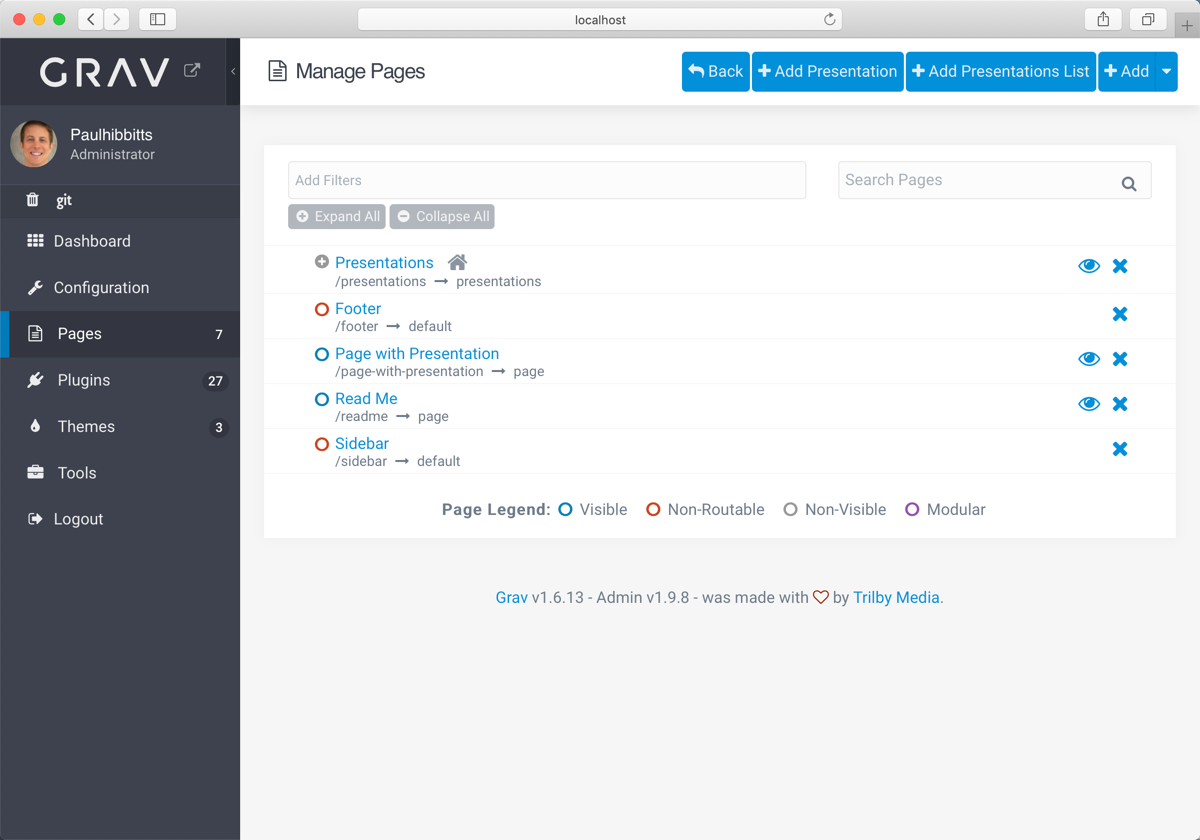 localhost
GRAV
Manage Pages
Back
Add Presentation
Add Presentations List
Add
Paulhibbitts
Administrator
git
Dashboard
Configuration
Pages 7
Plugins 27
Themes 3
Tools
Logout
Add Filters
Search Pages
Expand All
Collapse All
Presentations
/presentations → presentations
Footer
/footer → default
Page with Presentation
/page-with-presentation → page
Read Me
/readme → page
Sidebar
/sidebar → default
Page Legend: Visible Non-Routable Non-Visible Modular
Grav v1.6.13 - Admin v1.9.8 - was made with ♡ by Trilby Media.